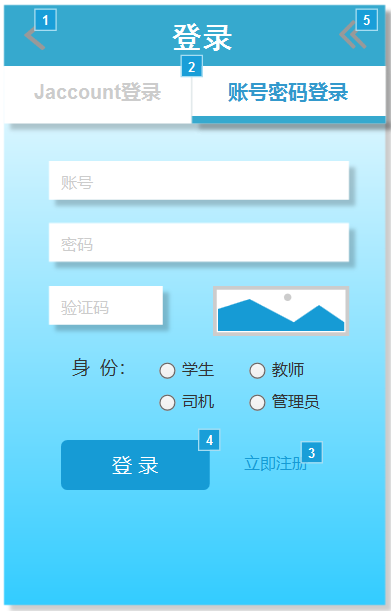 1
5
登录
2
Jaccount登录 账号密码登录
账号
密码
验证码
身 份： 学生 教师
司机 管理员
4
登 录
3
立即注册